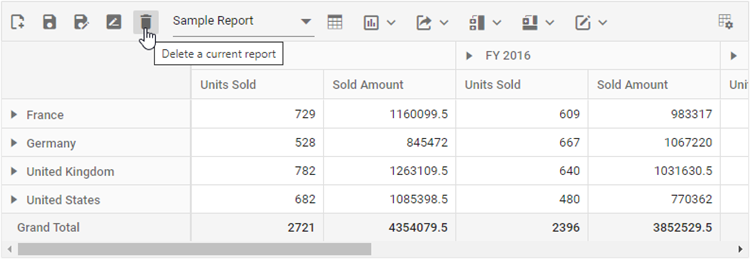 Sample Report
Delete a current report
FY 2016
Units Sold Sold Amount Units Sold Sold Amount
France 729 1160099.5 609 983317
Germany 528 845472 667 1067220
United Kingdom 782 1263109.5 640 1031630.5
United States 682 1085398.5 480 770362
Grand Total 2721 4354079.5 2396 3852529.5